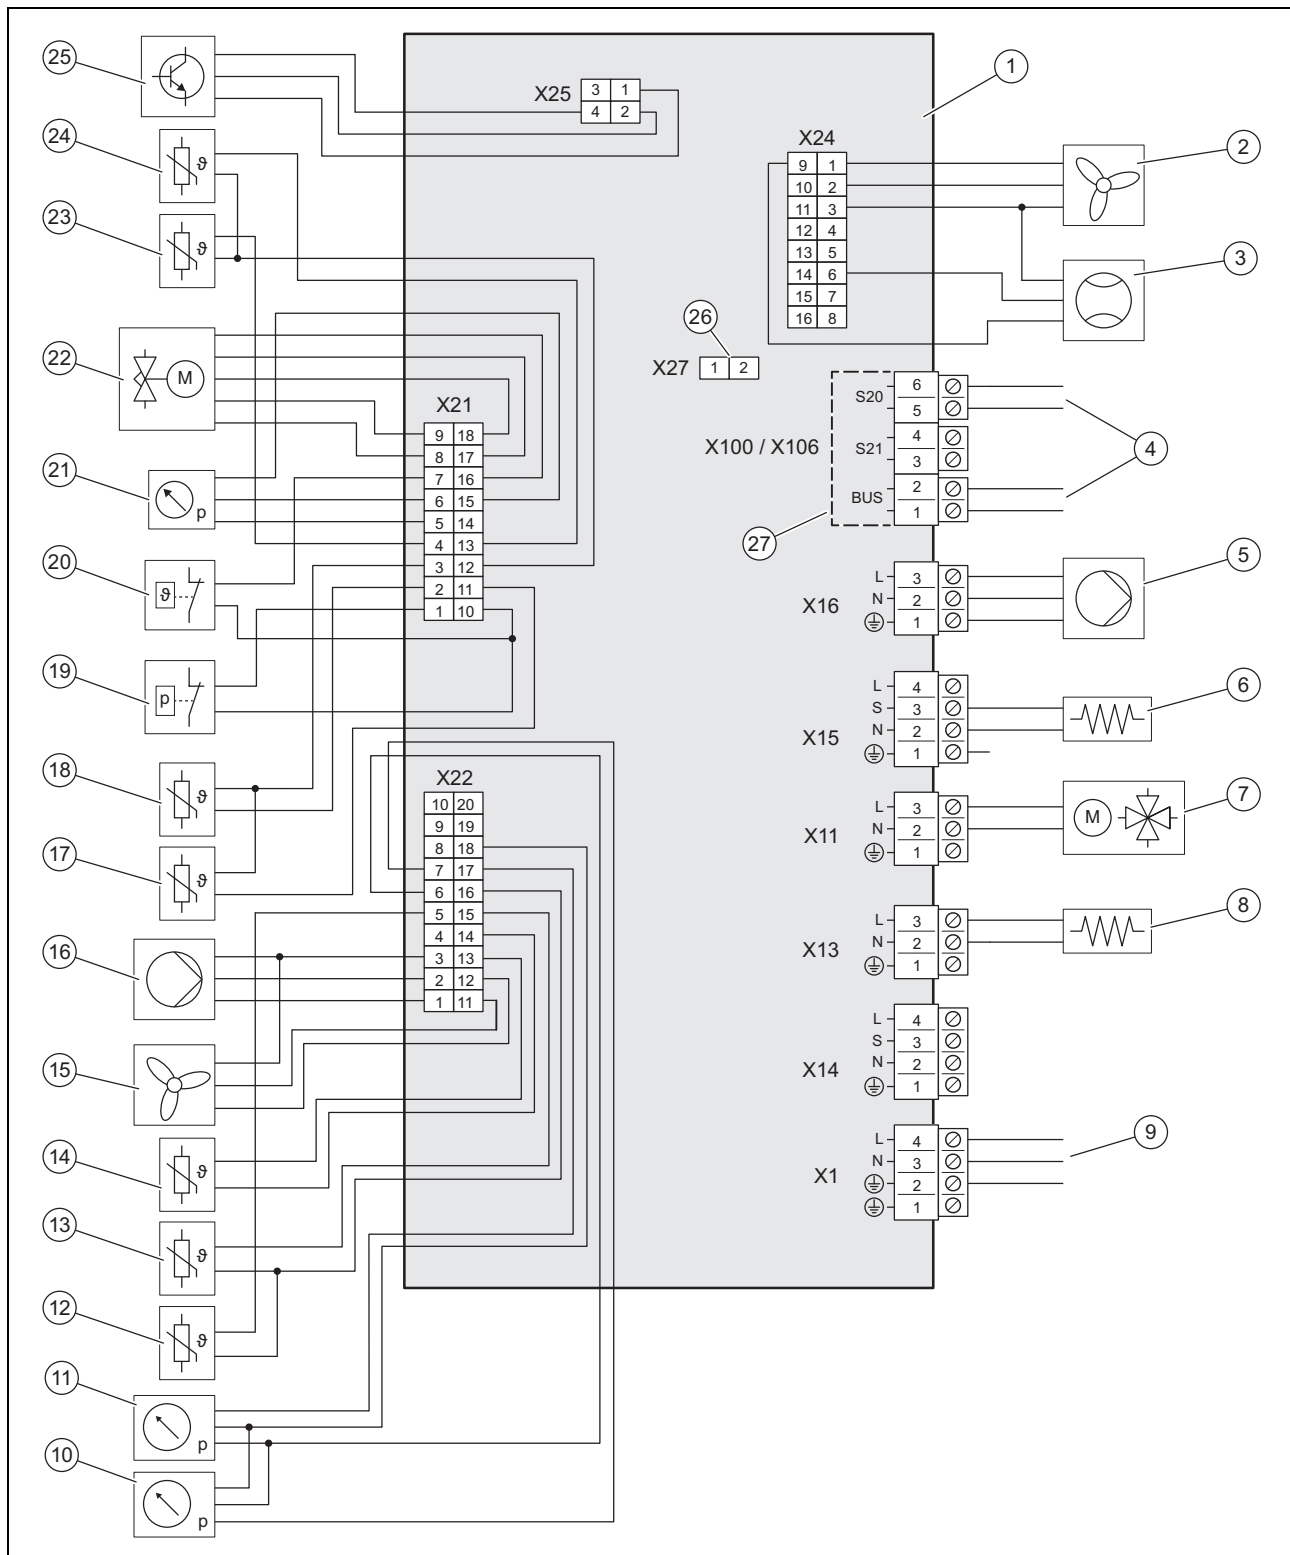 25
X25
3 1
4 2
1
24
X24
9 1
10 2
11 3
12 4
13 5
14 6
15 7
16 8
2
ϑ
23
ϑ
3
26
X27
1 2
22
M
X21
9 18
8 17
7 16
6 15
5 14
4 13
3 12
2 11
1 10
X100 / X106
S20
6
5
S21
4
3
BUS
2
1
4
27
21
p
20
ϑ
X16
L 3
N 2
1
5
19
p
X15
L 4
S 3
N 2
1
6
18
ϑ
X22
10 20
9 19
8 18
7 17
6 16
5 15
4 14
3 13
2 12
1 11
X11
L 3
N 2
1
M
7
17
ϑ
X13
L 3
N 2
1
8
16
X14
L 4
S 3
N 2
1
15
X1
L 4
N 3
2
1
9
14
ϑ
13
ϑ
12
ϑ
11
p
10
p